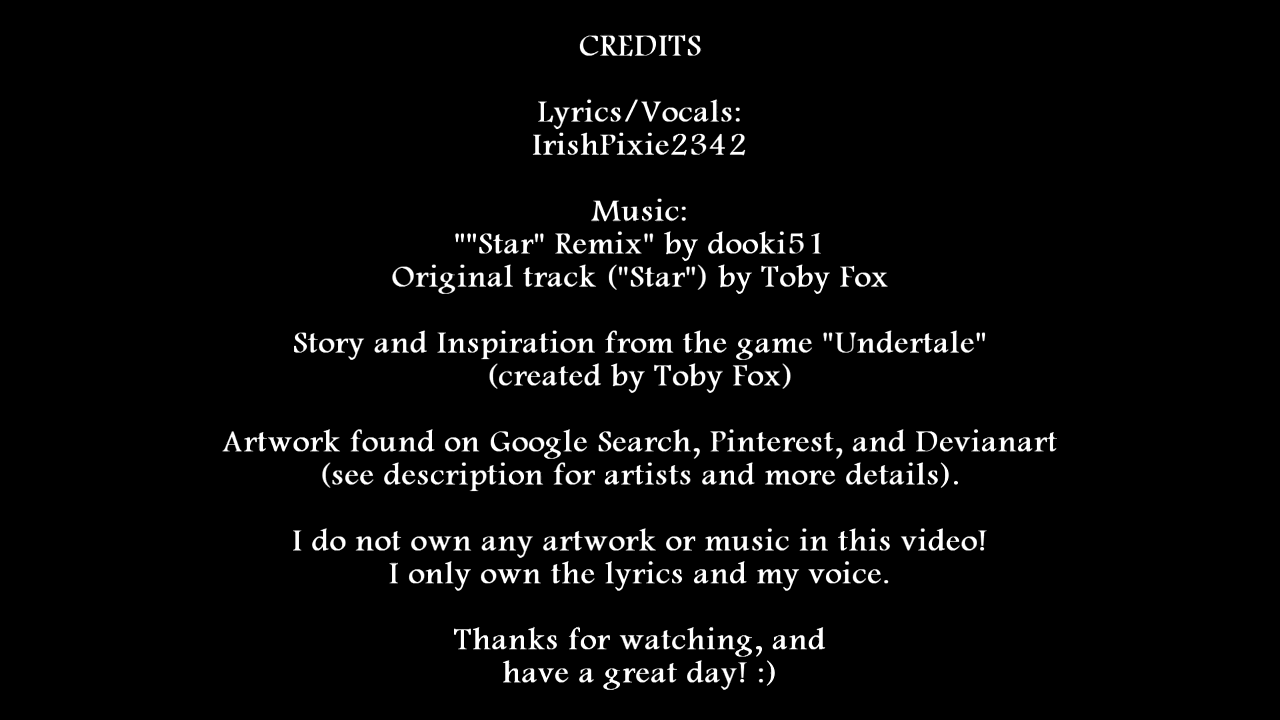 CREDITS
Lyrics/Vocals:
IrishPixie2342
Music:
""Star" Remix" by dooki51
Original track ("Star") by Toby Fox
Story and Inspiration from the game "Undertale"
(created by Toby Fox)
Artwork found on Google Search, Pinterest, and Devianart
(see description for artists and more details).
I do not own any artwork or music in this video!
I only own the lyrics and my voice.
Thanks for watching, and
have a great day! :)